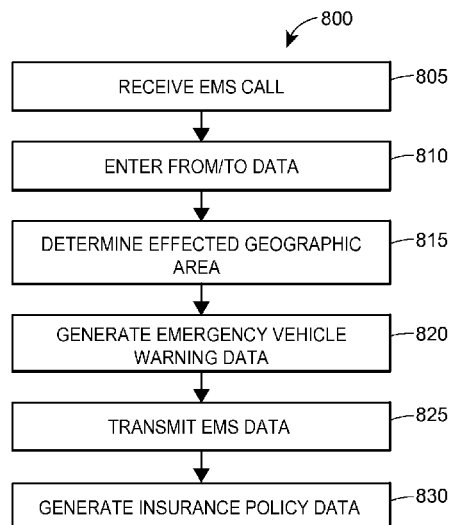 800
RECEIVE EMS CALL
805
ENTER FROM/TO DATA
810
DETERMINE EFFECTED GEOGRAPHIC
AREA
815
GENERATE EMERGENCY VEHICLE
WARNING DATA
820
TRANSMIT EMS DATA
825
GENERATE INSURANCE POLICY DATA
830